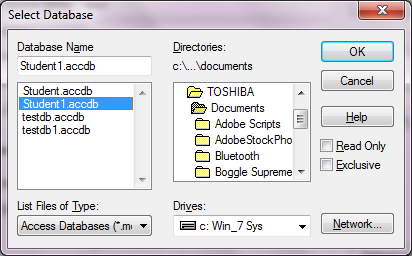 Select Database
Database Name
Student1.accdb
Student.accdb
Student1.accdb
testdb.accdb
testdb1.accdb
List Files of Type:
Access Databases (*.m
Directories:
c:\...\documents
TOSHIBA
Documents
Adobe Scripts
AdobeStockPho
Bluetooth
Boggle Supreme
Drives:
c: Win_7 Sys
OK
Cancel
Help
Read Only
Exclusive
Network...